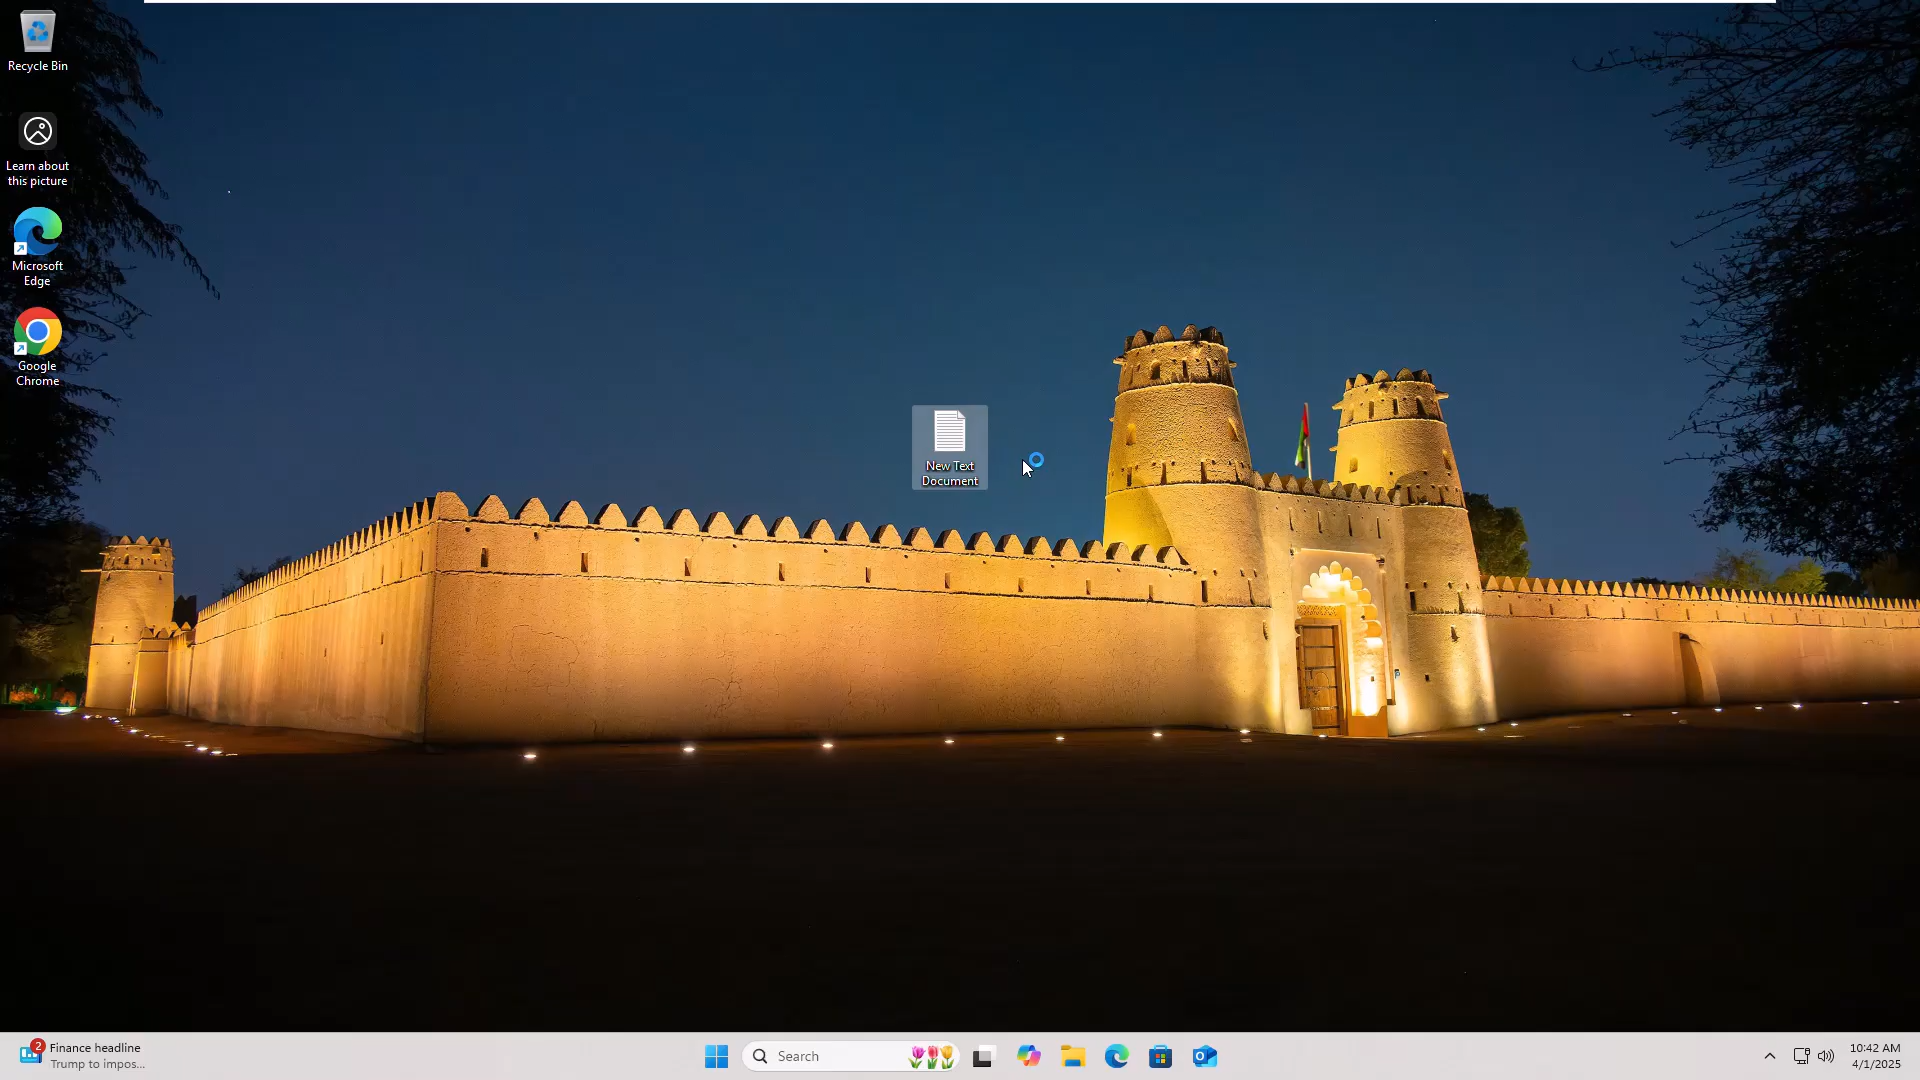 Recycle Bin
Learn about
this picture
Microsoft
Edge
Google
Chrome
New Text
Document
2
Finance headline
Trump to impos...
Search
10:42 AM
4/1/2025